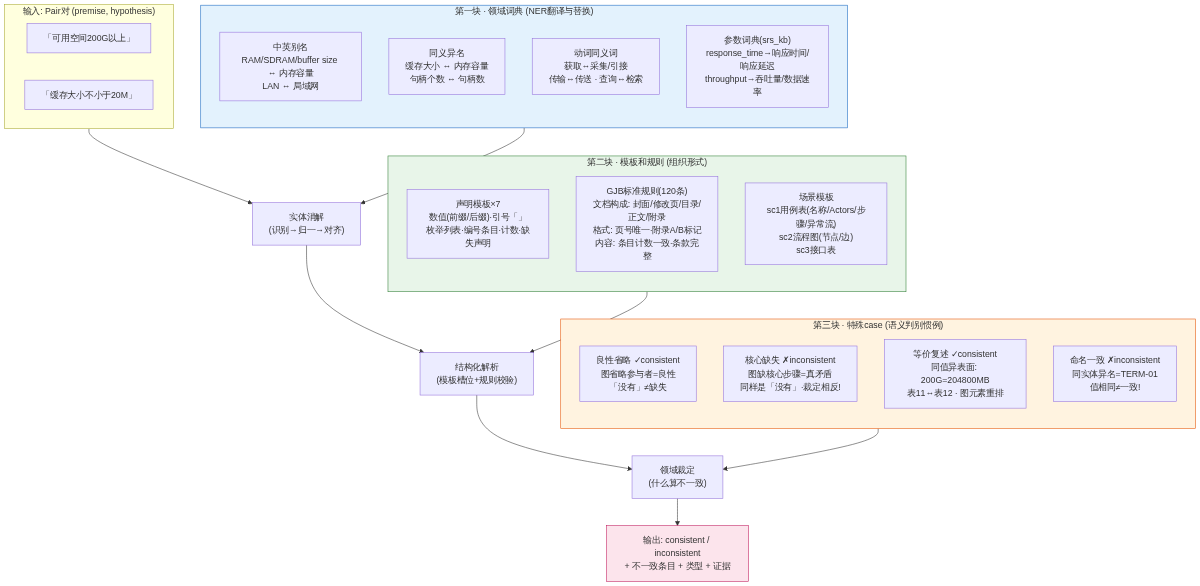 输入: Pair对 (premise, hypothesis)
「可用空间200G以上」
「缓存大小不小于20M」
第一块 · 领域词典 (NER翻译与替换)
中英别名
RAM/SDRAM/buffer size
↔ 内存容量
LAN ↔ 局域网
同义异名
缓存大小 ↔ 内存容量
句柄个数 ↔ 句柄数
动词同义词
获取↔采集/引接
传输↔传送 · 查询↔检索
参数词典(srs_kb)
response_time→响应时间/
响应延迟
throughput→吞吐量/数据速
率
第二块 · 模板和规则 (组织形式)
声明模板×7
数值(前缀/后缀)·引号「」
枚举列表·编号条目·计数·缺
失声明
GJB标准规则(120条)
文档构成: 封面/修改页/目录/
正文/附录
格式: 页号唯一·附录A/B标记
内容: 条目计数一致·条款完
整
场景模板
sc1用例表(名称/Actors/步
骤/异常流)
sc2流程图(节点/边)
sc3接口表
实体消解
(识别→归一→对齐)
第三块 · 特殊case (语义判别惯例)
良性省略 ✓consistent
图省略参与者=良性
「没有」≠缺失
核心缺失 ✗inconsistent
图缺核心步骤=真矛盾
同样是「没有」·裁定相反!
等价复述 ✓consistent
同值异表面:
200G=204800MB
表11↔表12 · 图元素重排
命名一致 ✗inconsistent
同实体异名=TERM-01
值相同≠一致!
结构化解析
(模板槽位+规则校验)
领域裁定
(什么算不一致)
输出: consistent /
inconsistent
+ 不一致条目 + 类型 + 证据